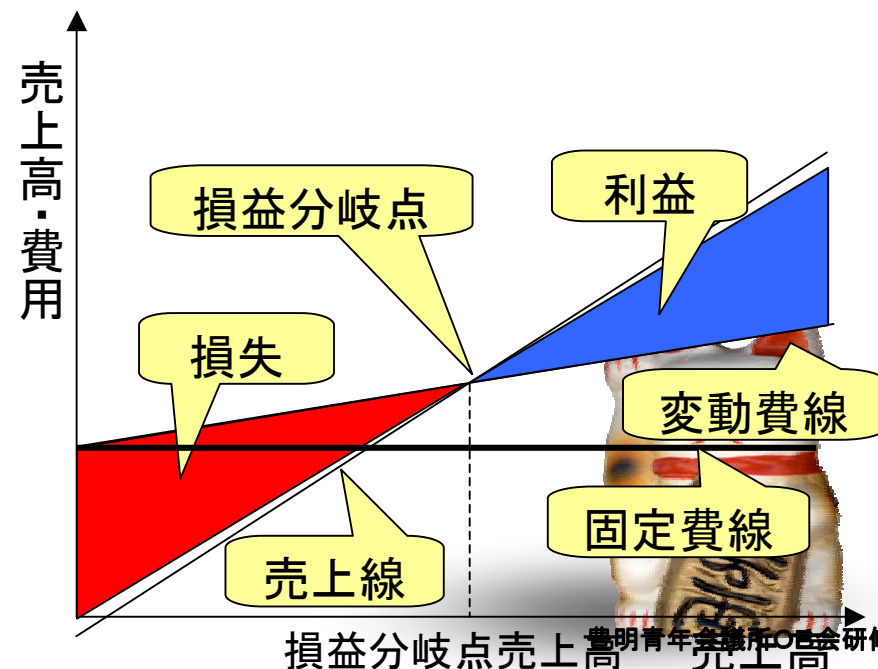 売上高・費用
損益分岐点
利益
損失
変動費線
固定費線
売上線
損益分岐点売上高
売上高
豊明青年会議所OB会研修